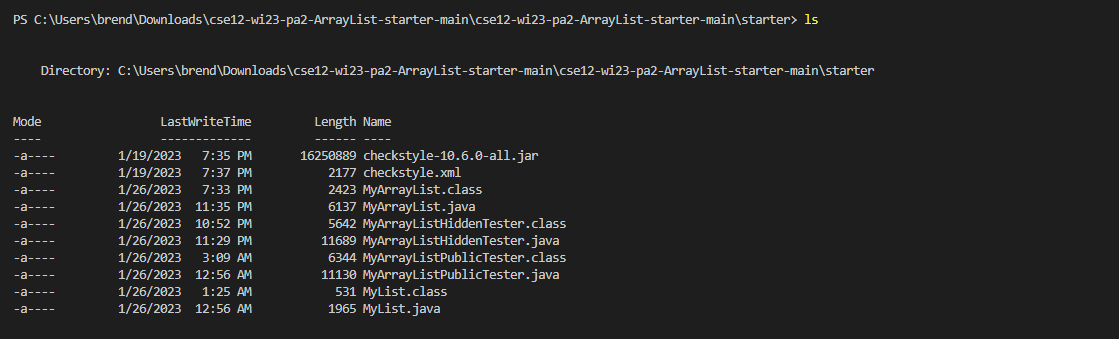 PS C:\Users\brend\Downloads\cse12-wi23-pa2-ArrayList-starter-main\cse12-wi23-pa2-ArrayList-starter-main\starter> ls
Directory: C:\Users\brend\Downloads\cse12-wi23-pa2-ArrayList-starter-main\cse12-wi23-pa2-ArrayList-starter-main\starter
Mode LastWriteTime Length Name
---- ------------- ------ ----
-a---- 1/19/2023 7:35 PM 16250889 checkstyle-10.6.0-all.jar
-a---- 1/19/2023 7:37 PM 2177 checkstyle.xml
-a---- 1/26/2023 7:33 PM 2423 MyArrayList.class
-a---- 1/26/2023 11:35 PM 6137 MyArrayList.java
-a---- 1/26/2023 10:52 PM 5642 MyArrayListHiddenTester.class
-a---- 1/26/2023 11:29 PM 11689 MyArrayListHiddenTester.java
-a---- 1/26/2023 3:09 AM 6344 MyArrayListPublicTester.class
-a---- 1/26/2023 12:56 AM 11130 MyArrayListPublicTester.java
-a---- 1/26/2023 1:25 AM 531 MyList.class
-a---- 1/26/2023 12:56 AM 1965 MyList.java